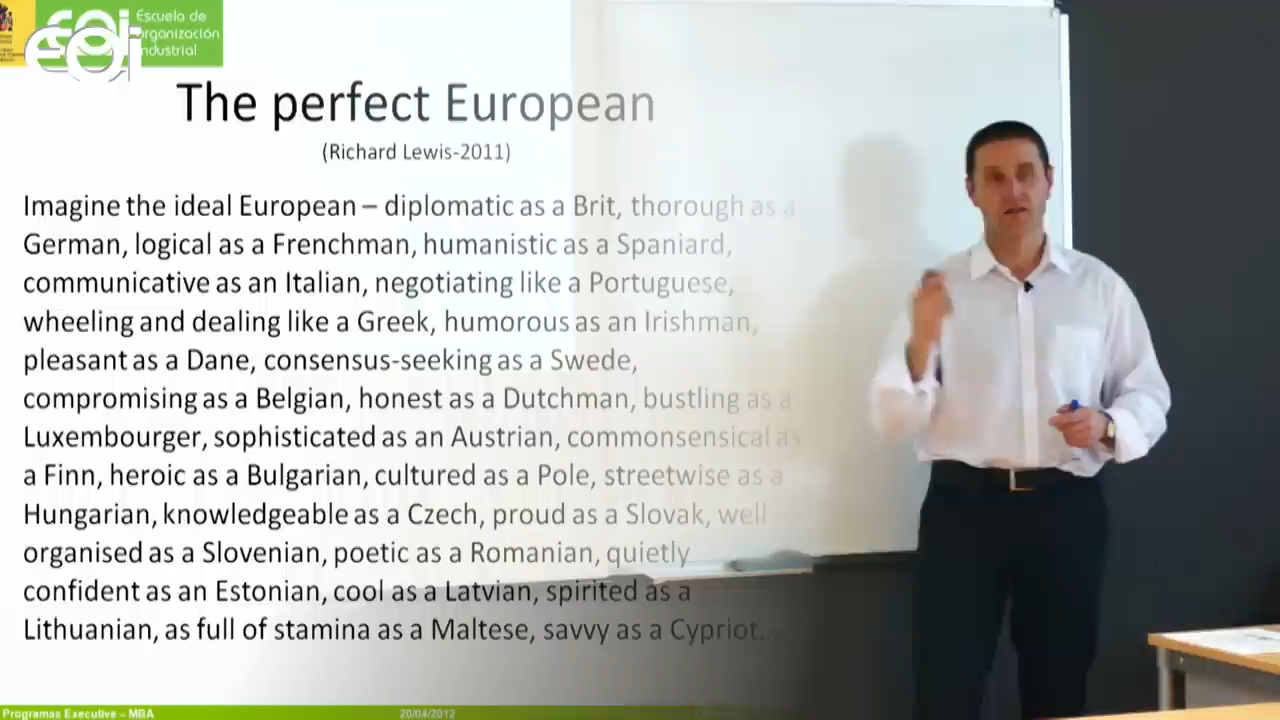 Escuela de
organización
industrial
eoi
The perfect European
(Richard Lewis-2011)
Imagine the ideal European – diplomatic as a Brit, thorough as a
German, logical as a Frenchman, humanistic as a Spaniard,
communicative as an Italian, negotiating like a Portuguese,
wheeling and dealing like a Greek, humorous as an Irishman,
pleasant as a Dane, consensus-seeking as a Swede,
compromising as a Belgian, honest as a Dutchman, bustling as a
Luxembourger, sophisticated as an Austrian, commonsensical as
a Finn, heroic as a Bulgarian, cultured as a Pole, streetwise as a
Hungarian, knowledgeable as a Czech, proud as a Slovak, well
organised as a Slovenian, poetic as a Romanian, quietly
confident as an Estonian, cool as a Latvian, spirited as a
Lithuanian, as full of stamina as a Maltese, savvy as a Cypriot...
Programas Executive – MBA 20/04/2012